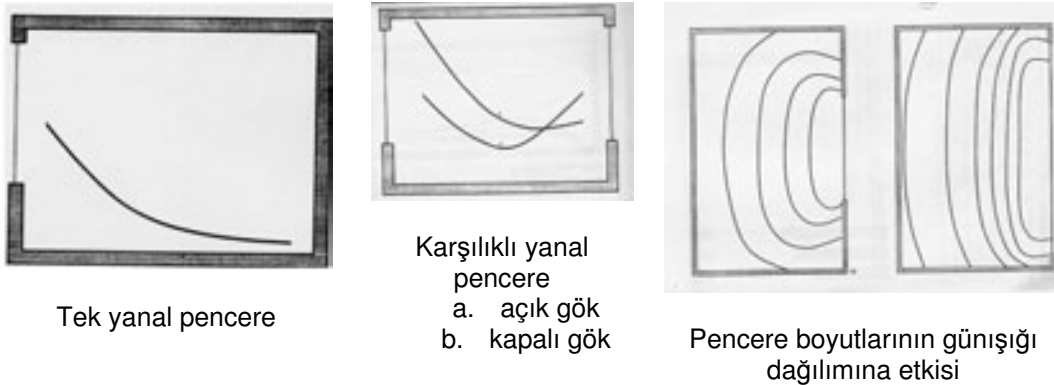 Tek yanal pencere
Karşılıklı yanal
pencere
a. açık gök
b. kapalı gök
Pencere boyutlarının günışığı
dağılımına etkisi